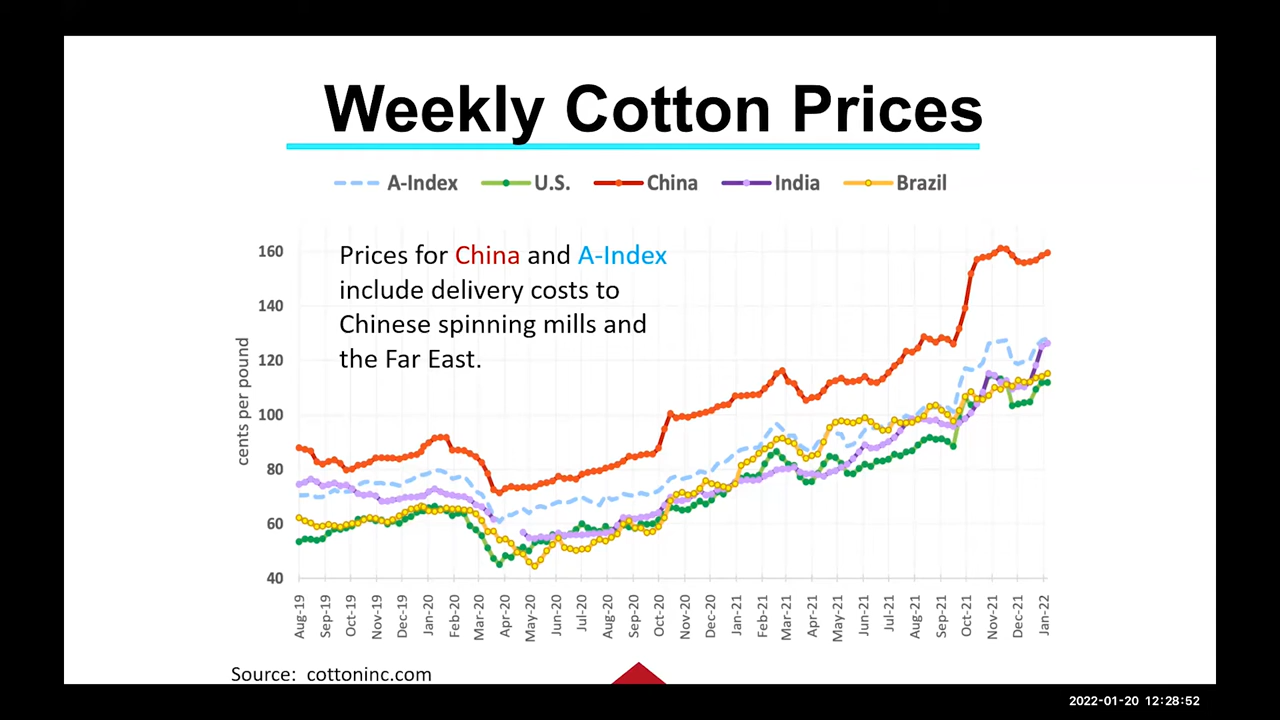 Weekly Cotton Prices
A-Index U.S. China India Brazil
Prices for China and A-Index
include delivery costs to
Chinese spinning mills and
the Far East.
cents per pound
160
140
120
100
80
60
40
Aug-19 Sep-19 Oct-19 Nov-19 Dec-19 Jan-20 Feb-20 Mar-20 Apr-20 May-20 Jun-20 Jul-20 Aug-20 Sep-20 Oct-20 Nov-20 Dec-20 Jan-21 Feb-21 Mar-21 Apr-21 May-21 Jun-21 Jul-21 Aug-21 Sep-21 Oct-21 Nov-21 Dec-21 Jan-22
Source: cottoninc.com
2022-01-20 12:28:52